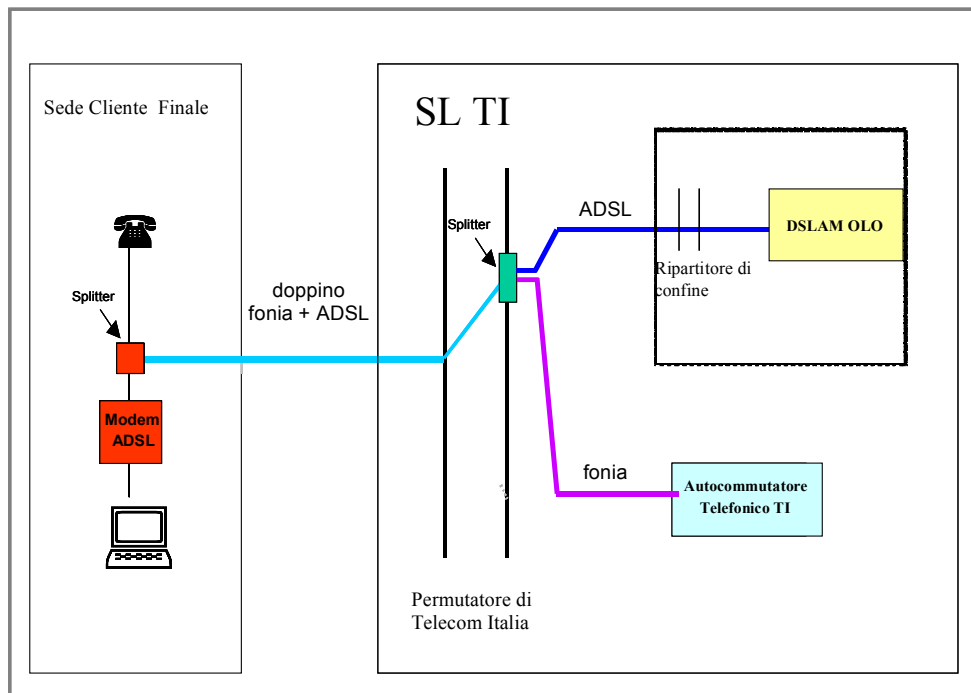 Sede Cliente Finale
Splitter
Modem
ADSL
doppino
fonia + ADSL
SL TI
Splitter
ADSL
DSLAM OLO
Ripartitore di
confine
fonia
Autocommutatore
Telefonico TI
Permutatore di
Telecom Italia